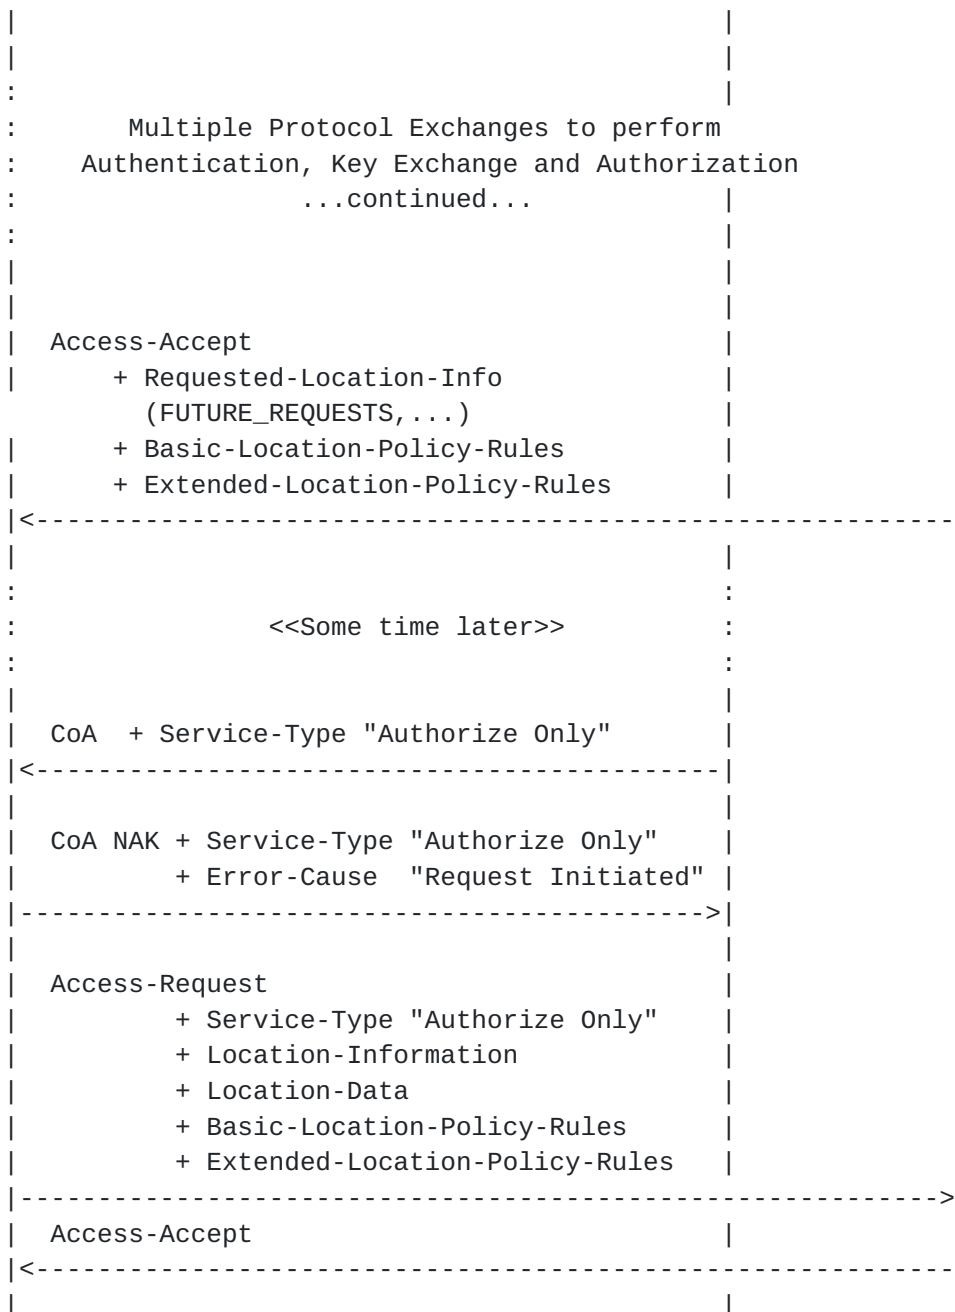 |                                              |
|                                              |
:                                              |
:       Multiple Protocol Exchanges to perform
:    Authentication, Key Exchange and Authorization
:                  ...continued...             |
:                                              |
|                                              |
|                                              |
|  Access-Accept                               |
|      + Requested-Location-Info               |
         (FUTURE_REQUESTS,...)                 |
|      + Basic-Location-Policy-Rules           |
|      + Extended-Location-Policy-Rules        |
|<-----------------------------------------------------------
|                                              |
:                                              :
:                <<Some time later>>           :
:                                              :
|                                              |
|  CoA  + Service-Type "Authorize Only"        |
|<--------------------------------------------|
|                                              |
|  CoA NAK + Service-Type "Authorize Only"     |
|          + Error-Cause  "Request Initiated"  |
|-------------------------------------------->|
|                                              |
|  Access-Request                              |
|          + Service-Type "Authorize Only"     |
|          + Location-Information              |
|          + Location-Data                     |
|          + Basic-Location-Policy-Rules       |
|          + Extended-Location-Policy-Rules    |
|----------------------------------------------------------->
|  Access-Accept                               |
|<-----------------------------------------------------------
|                                              |